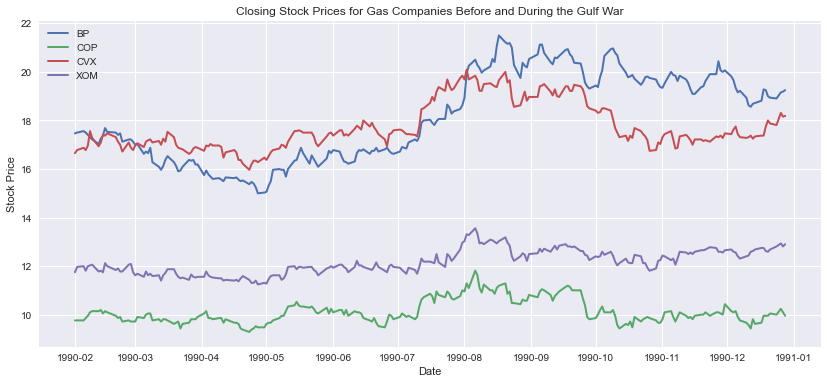 Closing Stock Prices for Gas Companies Before and During the Gulf War
BP
COP
CVX
XOM
Stock Price
22
20
18
16
14
12
10
1990-02 1990-03 1990-04 1990-05 1990-06 1990-07 1990-08 1990-09 1990-10 1990-11 1990-12 1991-01
Date